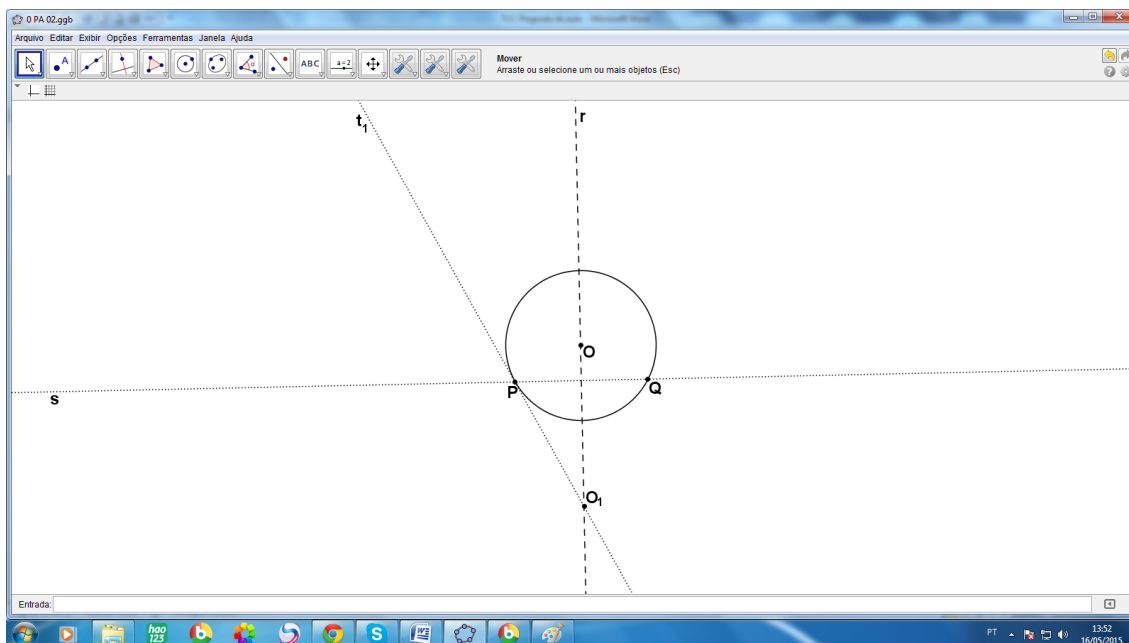 0 PA 02.ggb
Arquivo Editar Exibir Opções Ferramentas Janela Ajuda
A
ABC
a=2
Mover
Arraste ou selecione um ou mais objetos (Esc)
t1
r
O
P
Q
s
O1
Entrada:
hao
123
b
S
W
b
PT
13:52
16/05/2015